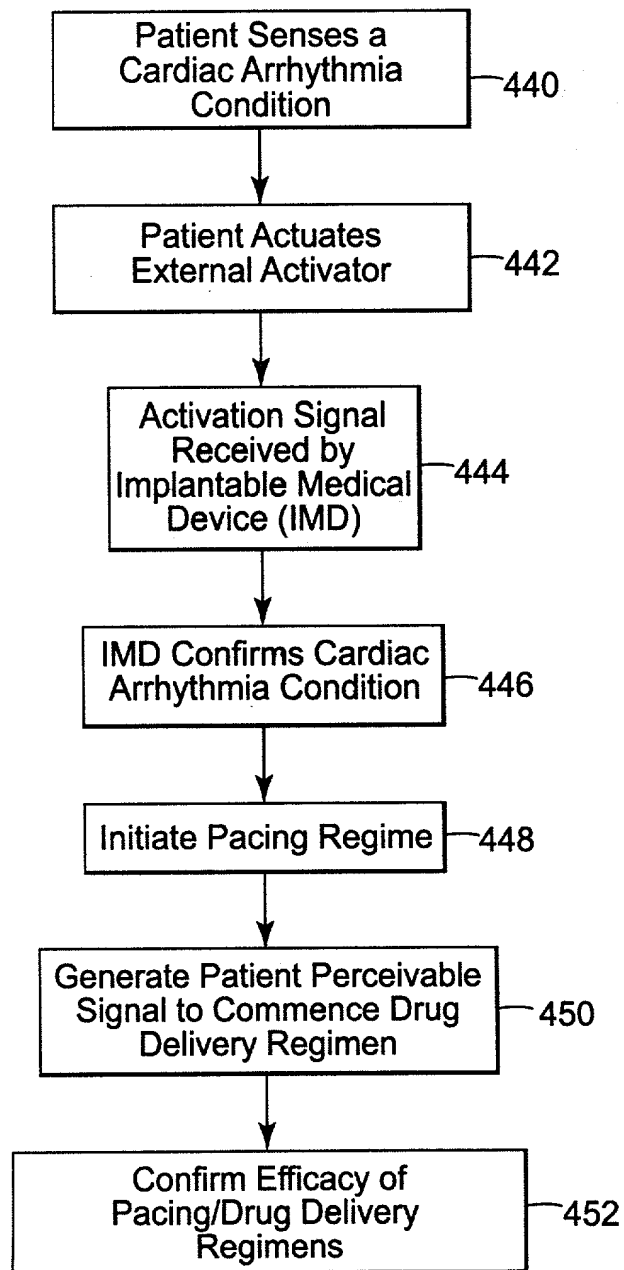 Patient Senses a
Cardiac Arrhythmia
Condition
440
Patient Actuates
External Activator
442
Activation Signal
Received by
Implantable Medical
Device (IMD)
444
IMD Confirms Cardiac
Arrhythmia Condition
446
Initiate Pacing Regime
448
Generate Patient Perceivable
Signal to Commence Drug
Delivery Regimen
450
Confirm Efficacy of
Pacing/Drug Delivery
Regimens
452